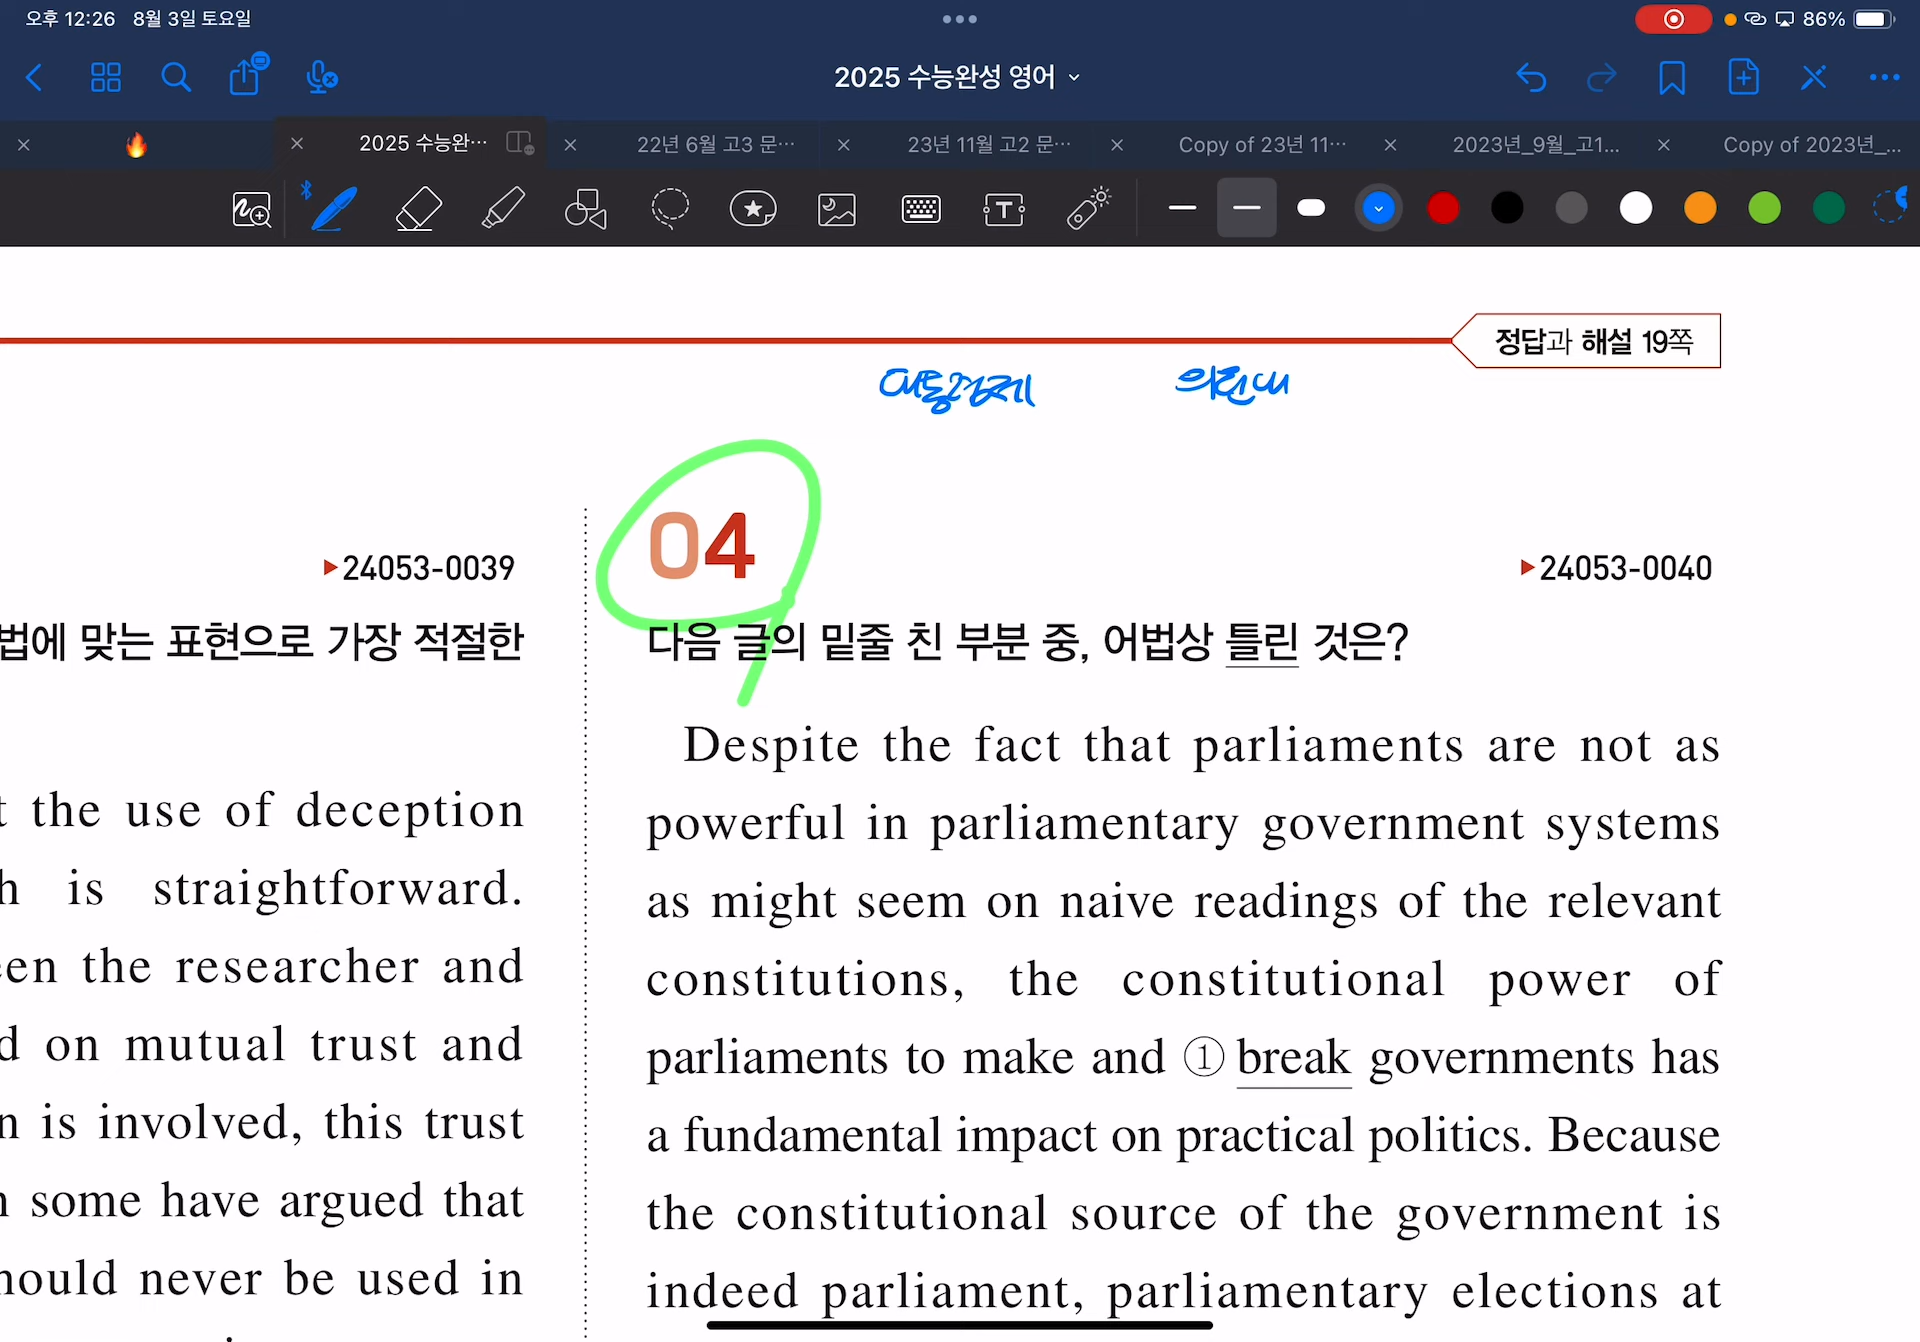 오후 12:26 8월 3일 토요일
86%
2025 수능완성 영어
2025 수능완…
22년 6월 고3 문…
23년 11월 고2 문…
Copy of 23년 11…
2023년_9월_고1...
Copy of 2023년_...
정답과 해설 19쪽
대통령제 의원내
▶24053-0039
법에 맞는 표현으로 가장 적절한
the use of deception
is straightforward.
the researcher and
on mutual trust and
is involved, this trust
some have argued that
never be used in
04
▶24053-0040
다음 글의 밑줄 친 부분 중, 어법상 틀린 것은?
Despite the fact that parliaments are not as
powerful in parliamentary government systems
as might seem on naive readings of the relevant
constitutions, the constitutional power of
parliaments to make and ① break governments has
a fundamental impact on practical politics. Because
the constitutional source of the government is
indeed parliament, parliamentary elections at